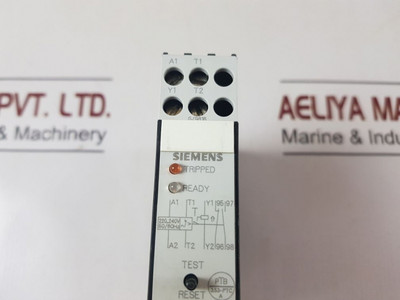 A1 T1
Y1 T2
PVT. LTD.
& Machinery
AELIYA MA
Marine & Indu
SIEMENS
TRIPPED
READY
A1 T1 Y1 95 97
A2 T2 Y2 96 98
TEST
RESET
PTB